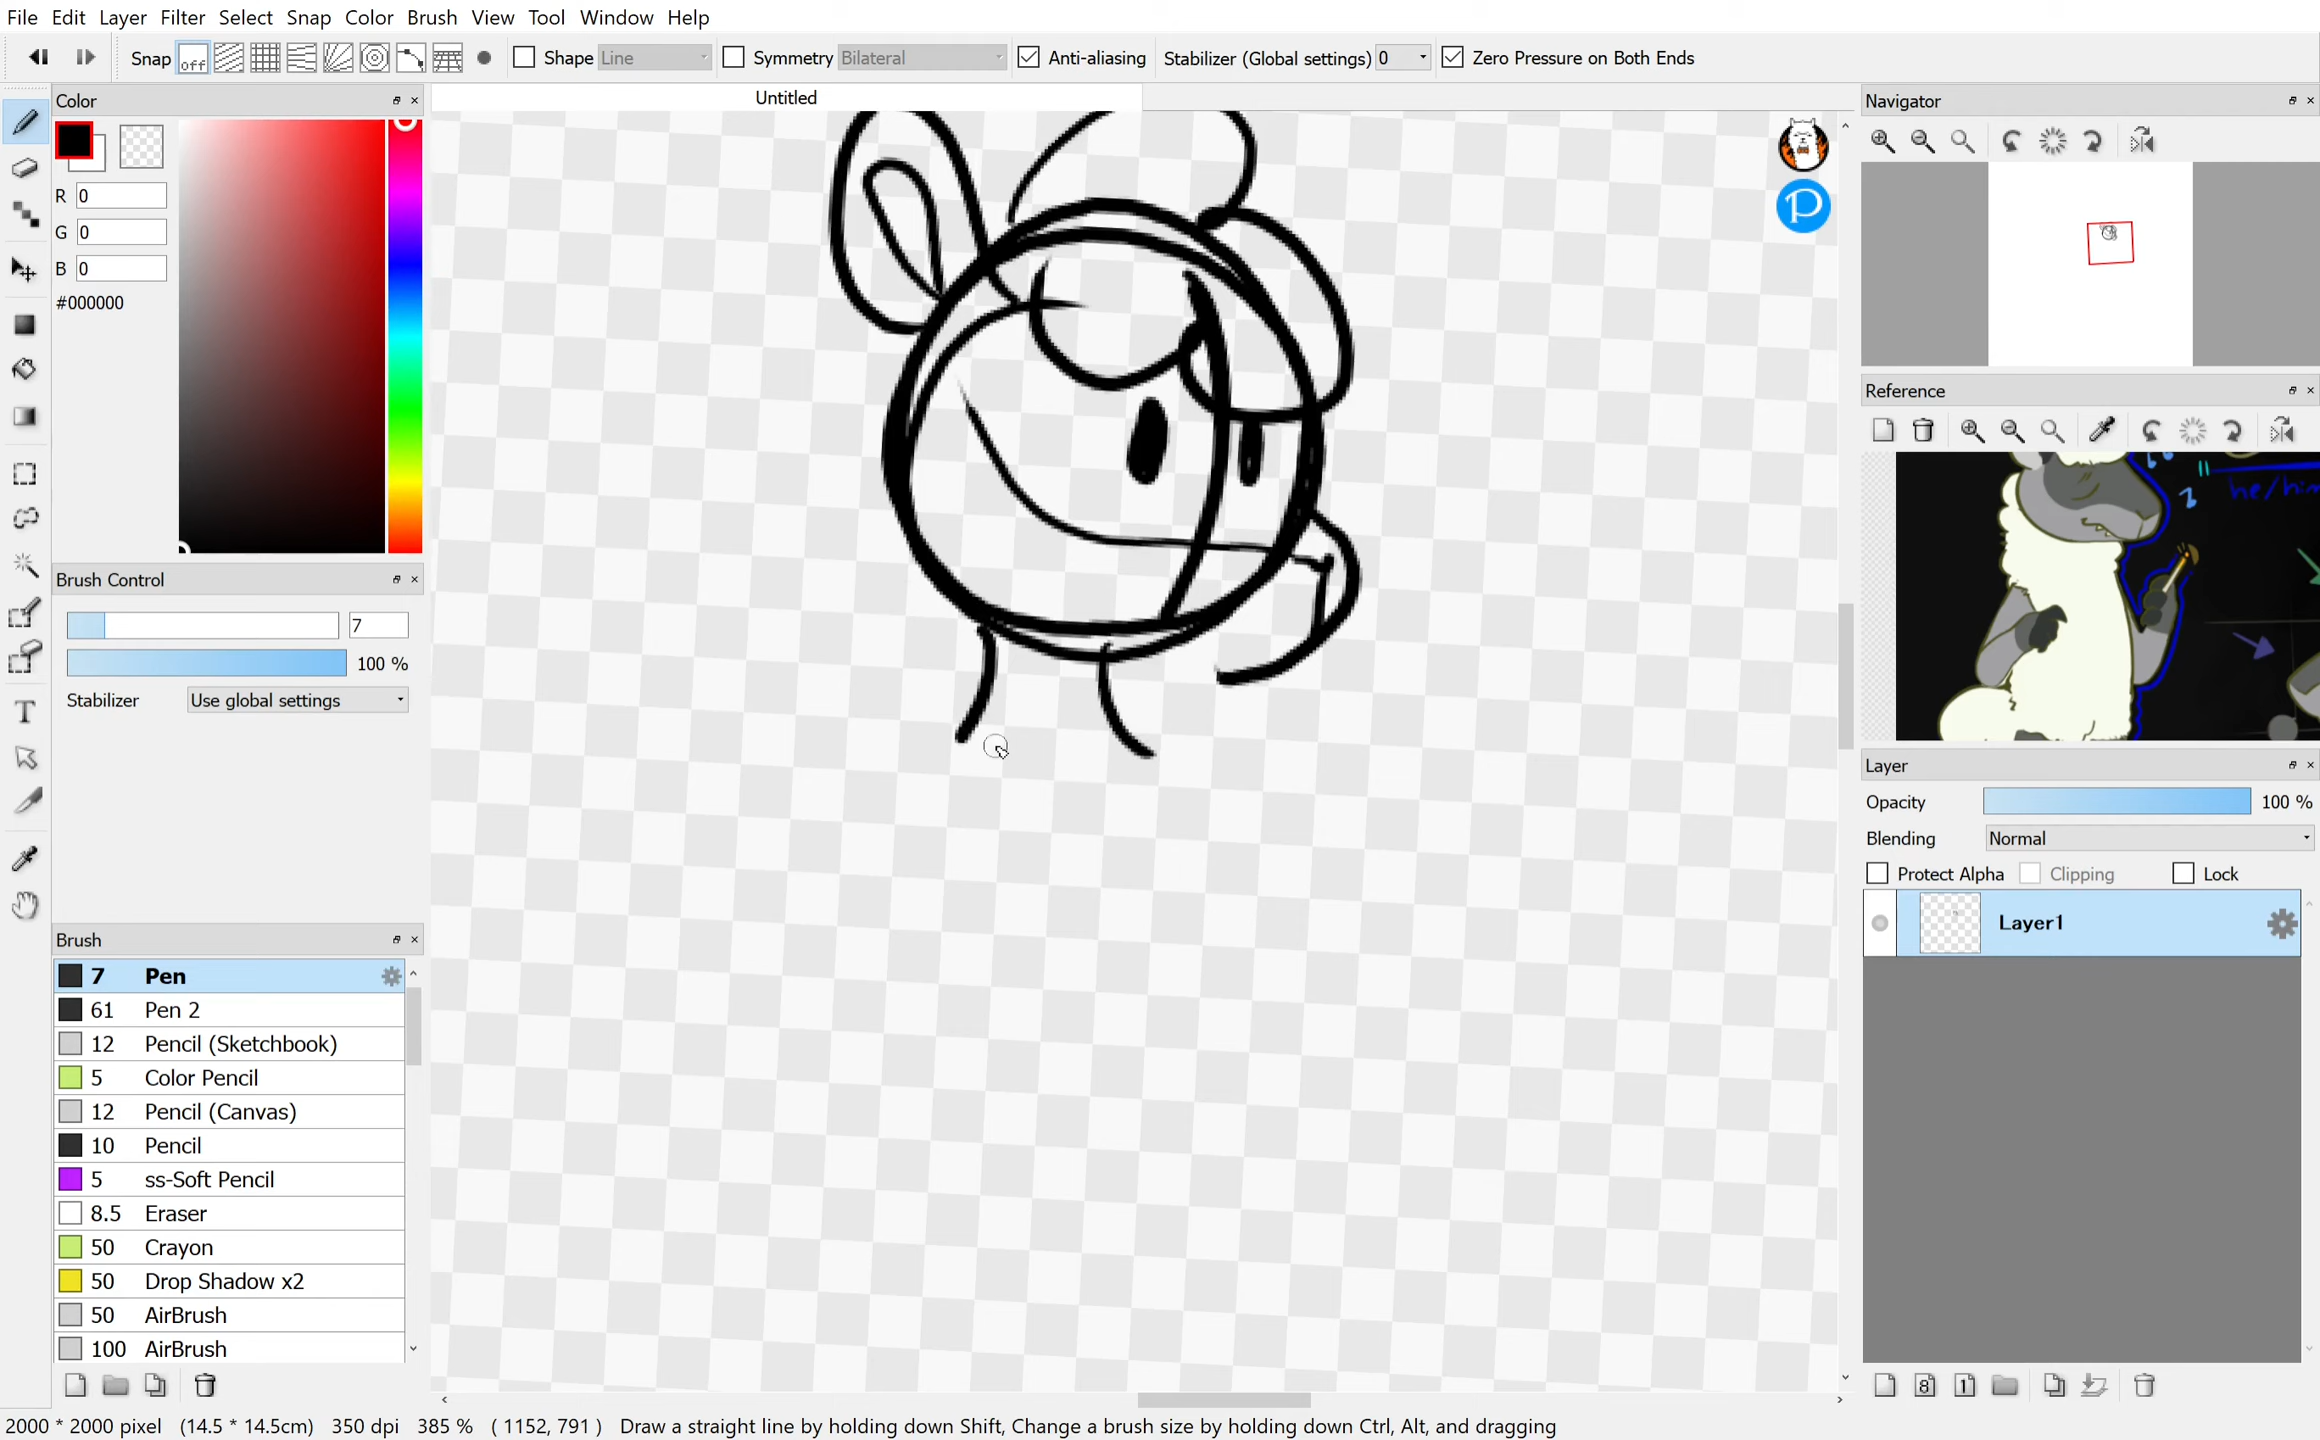 File Edit Layer Filter Select Snap Color Brush View Tool Window Help
Snap off Shape Line Symmetry Bilateral Anti-aliasing Stabilizer (Global settings) 0 Zero Pressure on Both Ends
Color
R 0
G 0
B 0
#000000
Brush Control
7
100 %
Stabilizer Use global settings
Brush
7 Pen
61 Pen 2
12 Pencil (Sketchbook)
5 Color Pencil
12 Pencil (Canvas)
10 Pencil
5 ss-Soft Pencil
8.5 Eraser
50 Crayon
50 Drop Shadow x2
50 AirBrush
100 AirBrush
Untitled
P
Navigator
Reference
he/him
Layer
Opacity 100 %
Blending Normal
Protect Alpha Clipping Lock
Layer1
8 1
2000 * 2000 pixel (14.5 * 14.5cm) 350 dpi 385 % ( 1152, 791 ) Draw a straight line by holding down Shift, Change a brush size by holding down Ctrl, Alt, and dragging